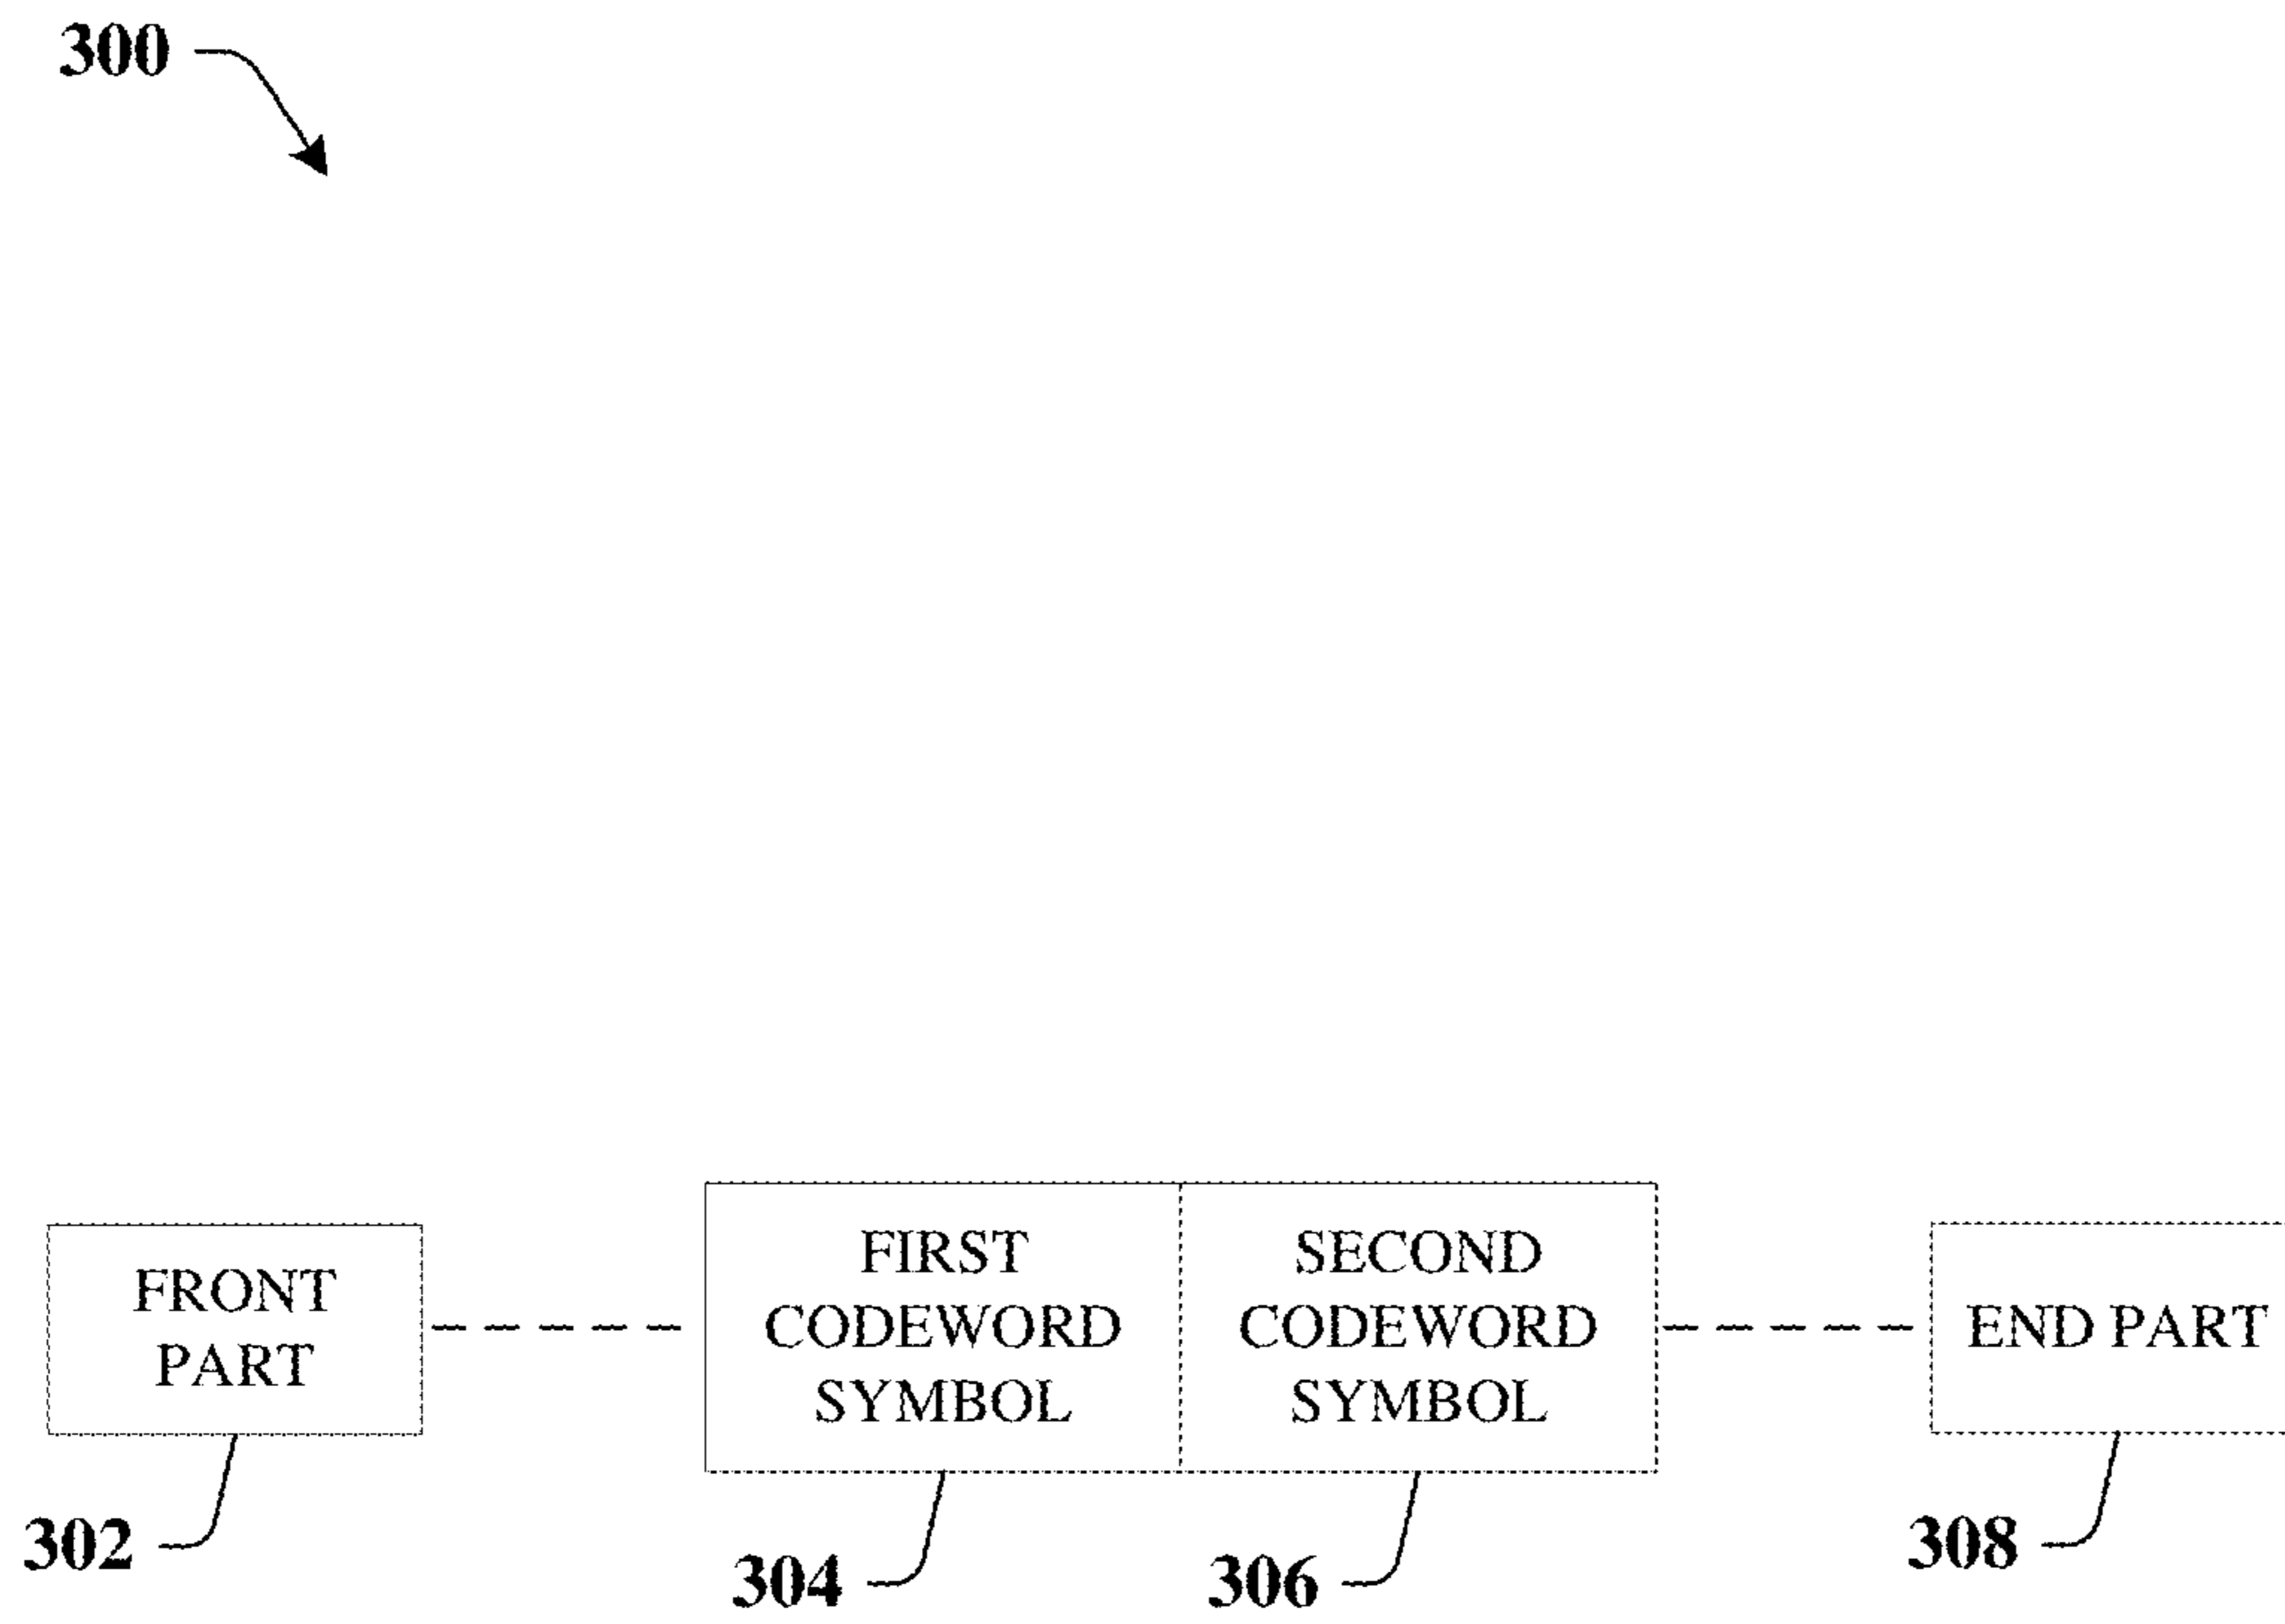 300
FRONT
PART
302
FIRST
CODEWORD
SYMBOL
304
SECOND
CODEWORD
SYMBOL
306
END PART
308